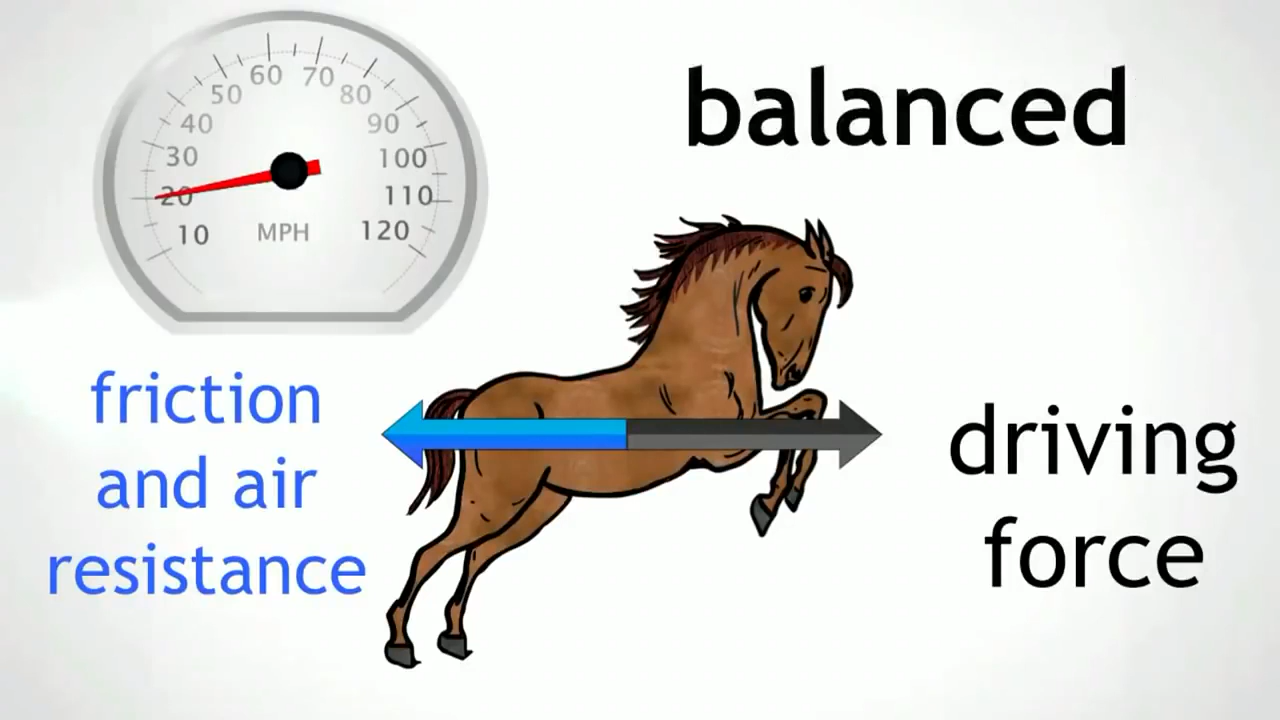 60 70
50 80
40 90
30 100
20 110
10 MPH 120
balanced
friction
and air
resistance
driving
force